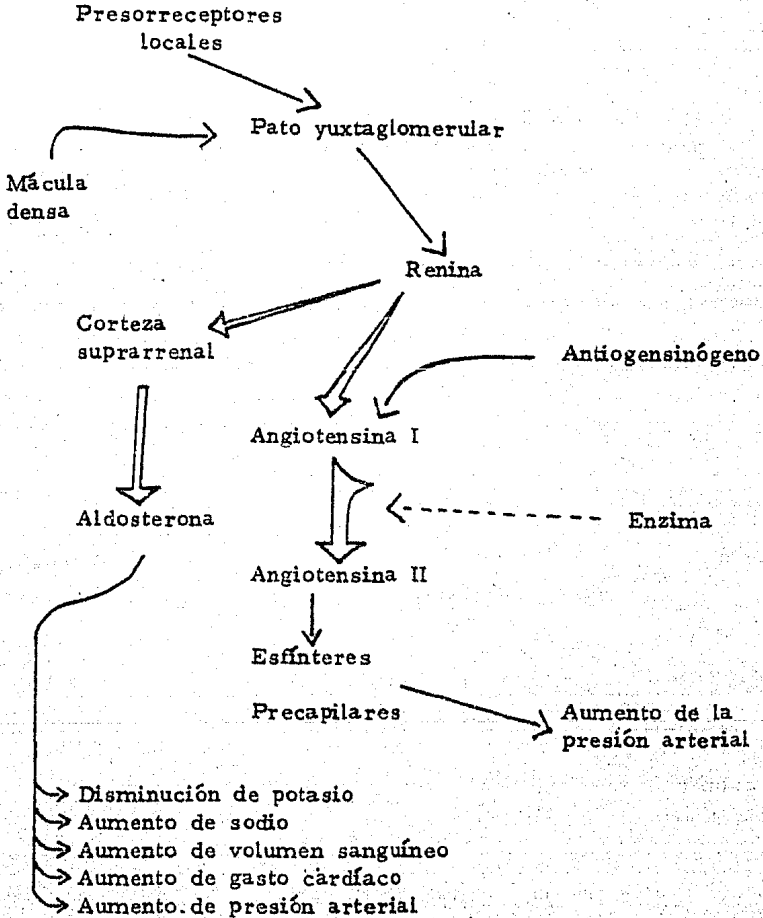 Presorreceptores
locales
Pato yuxtaglomerular
Mácula
densa
Renina
Corteza
suprarrenal
Antiogensinógeno
Angiotensina I
Aldosterona
Enzima
Angiotensina II
Esfínteres
Precapilares
Aumento de la
presión arterial
Disminución de potasio
Aumento de sodio
Aumento de volumen sanguíneo
Aumento de gasto cardíaco
Aumento. de presión arterial